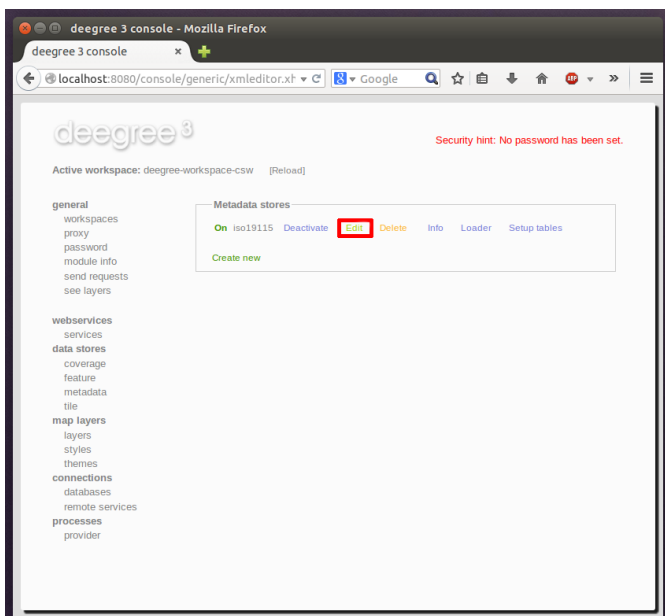 deegree 3 console - Mozilla Firefox
deegree 3 console
localhost:8080/console/generic/xmleditor.xh
Google
ABP
deegree 3
Security hint: No password has been set.
Active workspace: deegree-workspace-csw [Reload]
general
workspaces
proxy
password
module info
send requests
see layers
webservices
services
data stores
coverage
feature
metadata
tile
map layers
layers
styles
themes
connections
databases
remote services
processes
provider
Metadata stores
On iso19115 Deactivate Edit Delete Info Loader Setup tables
Create new